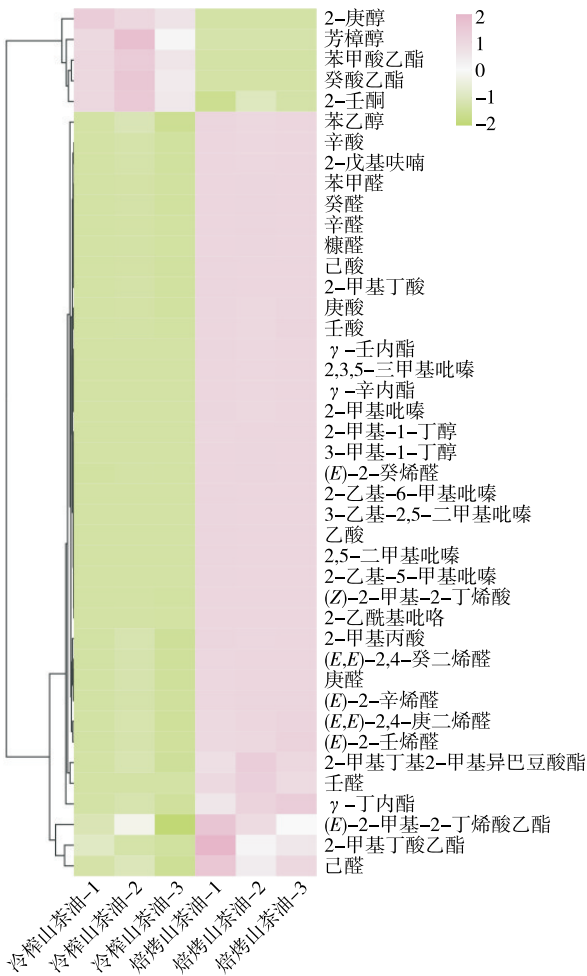 2-庚醇
芳樟醇
苯甲酸乙酯
癸酸乙酯
2-壬酮
苯乙醇
辛酸
2-戊基呋喃
苯甲醛
癸醛
辛醛
糠醛
己酸
2-甲基丁酸
庚酸
壬酸
γ-壬内酯
2,3,5-三甲基吡嗪
γ-辛内酯
2-甲基吡嗪
2-甲基-1-丁醇
3-甲基-1-丁醇
(E)-2-癸烯醛
2-乙基-6-甲基吡嗪
3-乙基-2,5-二甲基吡嗪
乙酸
2,5-二甲基吡嗪
2-乙基-5-甲基吡嗪
(Z)-2-甲基-2-丁烯酸
2-乙酰基吡咯
2-甲基丙酸
(E,E)-2,4-癸二烯醛
庚醛
(E)-2-辛烯醛
(E,E)-2,4-庚二烯醛
(E)-2-壬烯醛
2-甲基丁基2-甲基异巴豆酸酯
壬醛
γ-丁内酯
(E)-2-甲基-2-丁烯酸乙酯
2-甲基丁酸乙酯
己醛
2
1
0
-1
-2
冷榨山茶油-1
冷榨山茶油-2
冷榨山茶油-3
焙烤山茶油-1
焙烤山茶油-2
焙烤山茶油-3